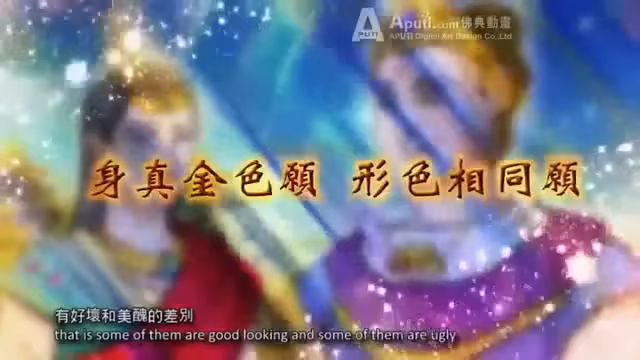 Aputi.com佛典動畫
APUTI
APUTI Digital Art Design Co.,Ltd
身真金色願 形色相同願
有好壞和美醜的差別
that is some of them are good looking and some of them are ugly